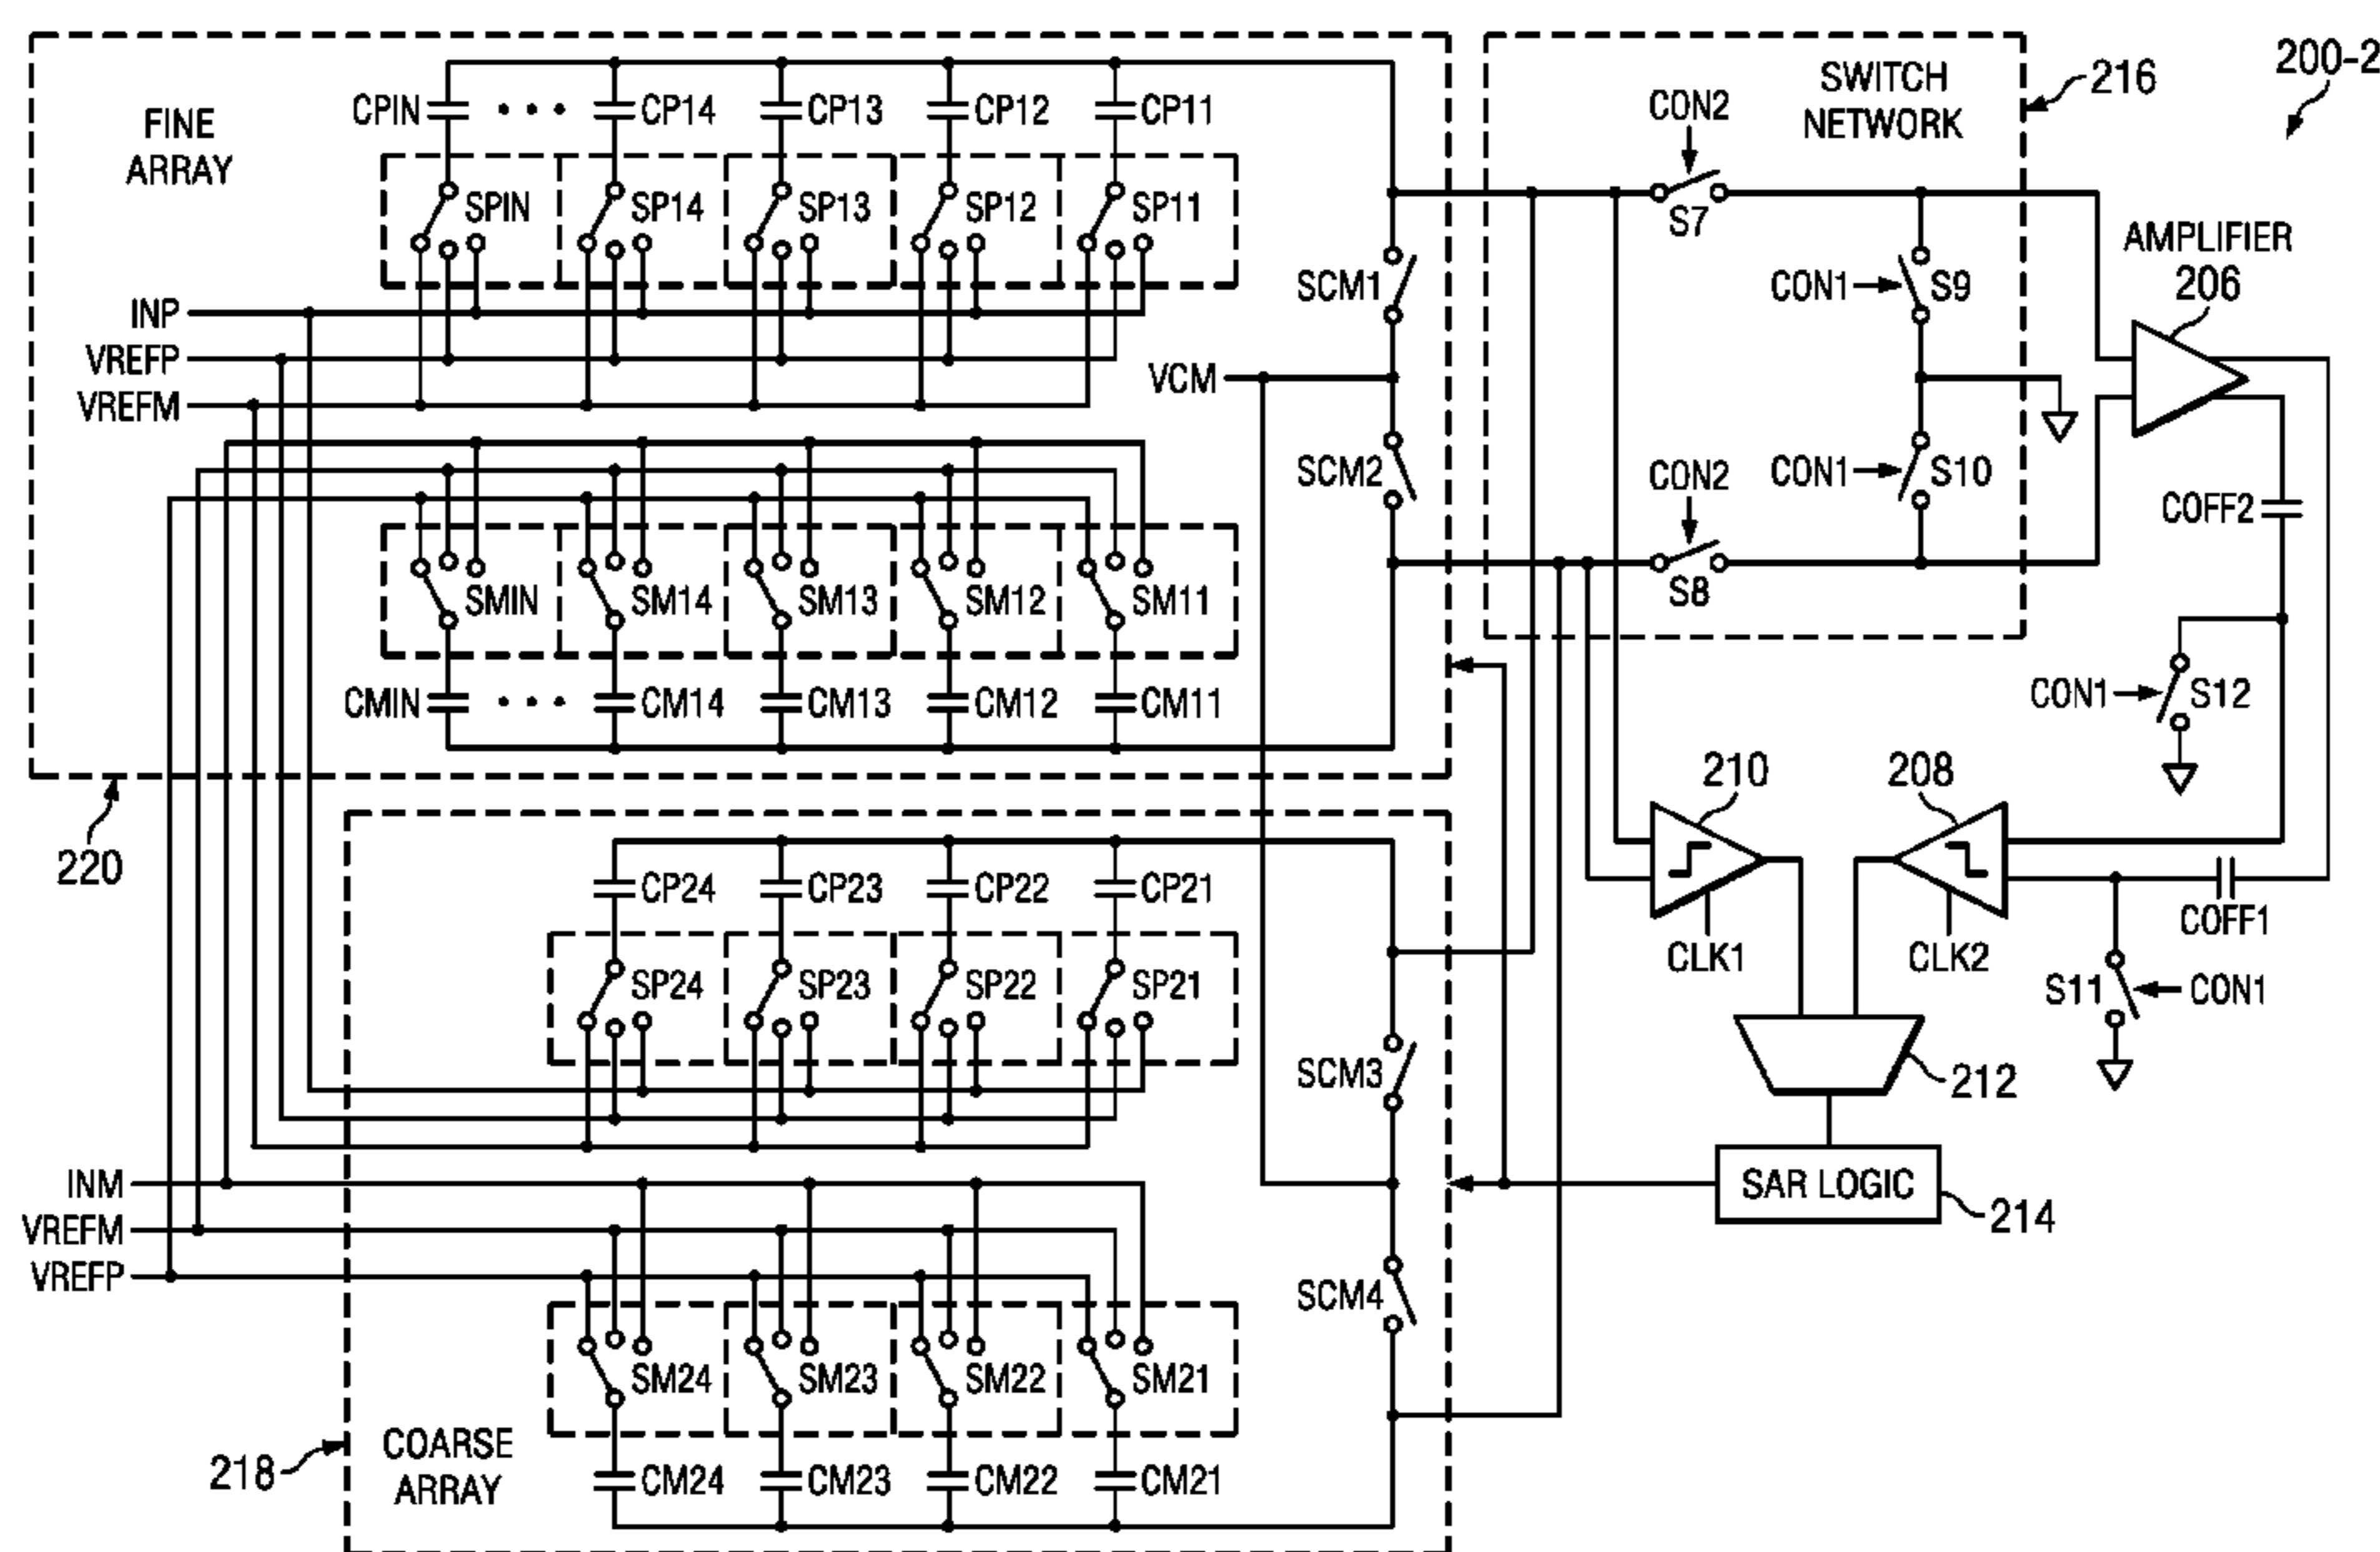 200-2
FINE
ARRAY
CPIN
CP14
CP13
CP12
CP11
SPIN
SP14
SP13
SP12
SP11
INP
VREFP
VREFM
SMIN
SM14
SM13
SM12
SM11
CMIN
CM14
CM13
CM12
CM11
220
SCM1
VCM
SCM2
SWITCH
NETWORK
216
CON2
S7
CON1
S9
CON2
S8
CON1
S10
AMPLIFIER
206
COFF2
CON1
S12
210
208
CLK1
CLK2
COFF1
S11
CON1
212
SAR LOGIC
214
CP24
CP23
CP22
CP21
SP24
SP23
SP22
SP21
SCM3
INM
VREFM
VREFP
SCM4
SM24
SM23
SM22
SM21
218
COARSE
ARRAY
CM24
CM23
CM22
CM21